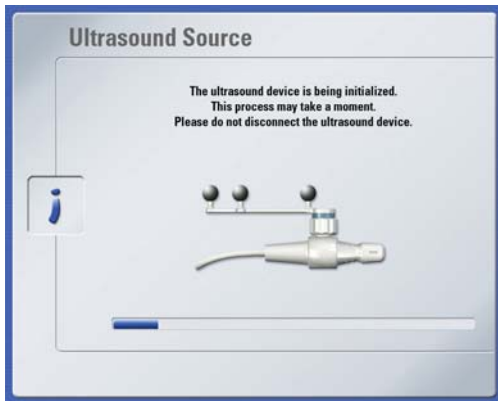 Ultrasound Source
The ultrasound device is being initialized.
This process may take a moment.
Please do not disconnect the ultrasound device.
i